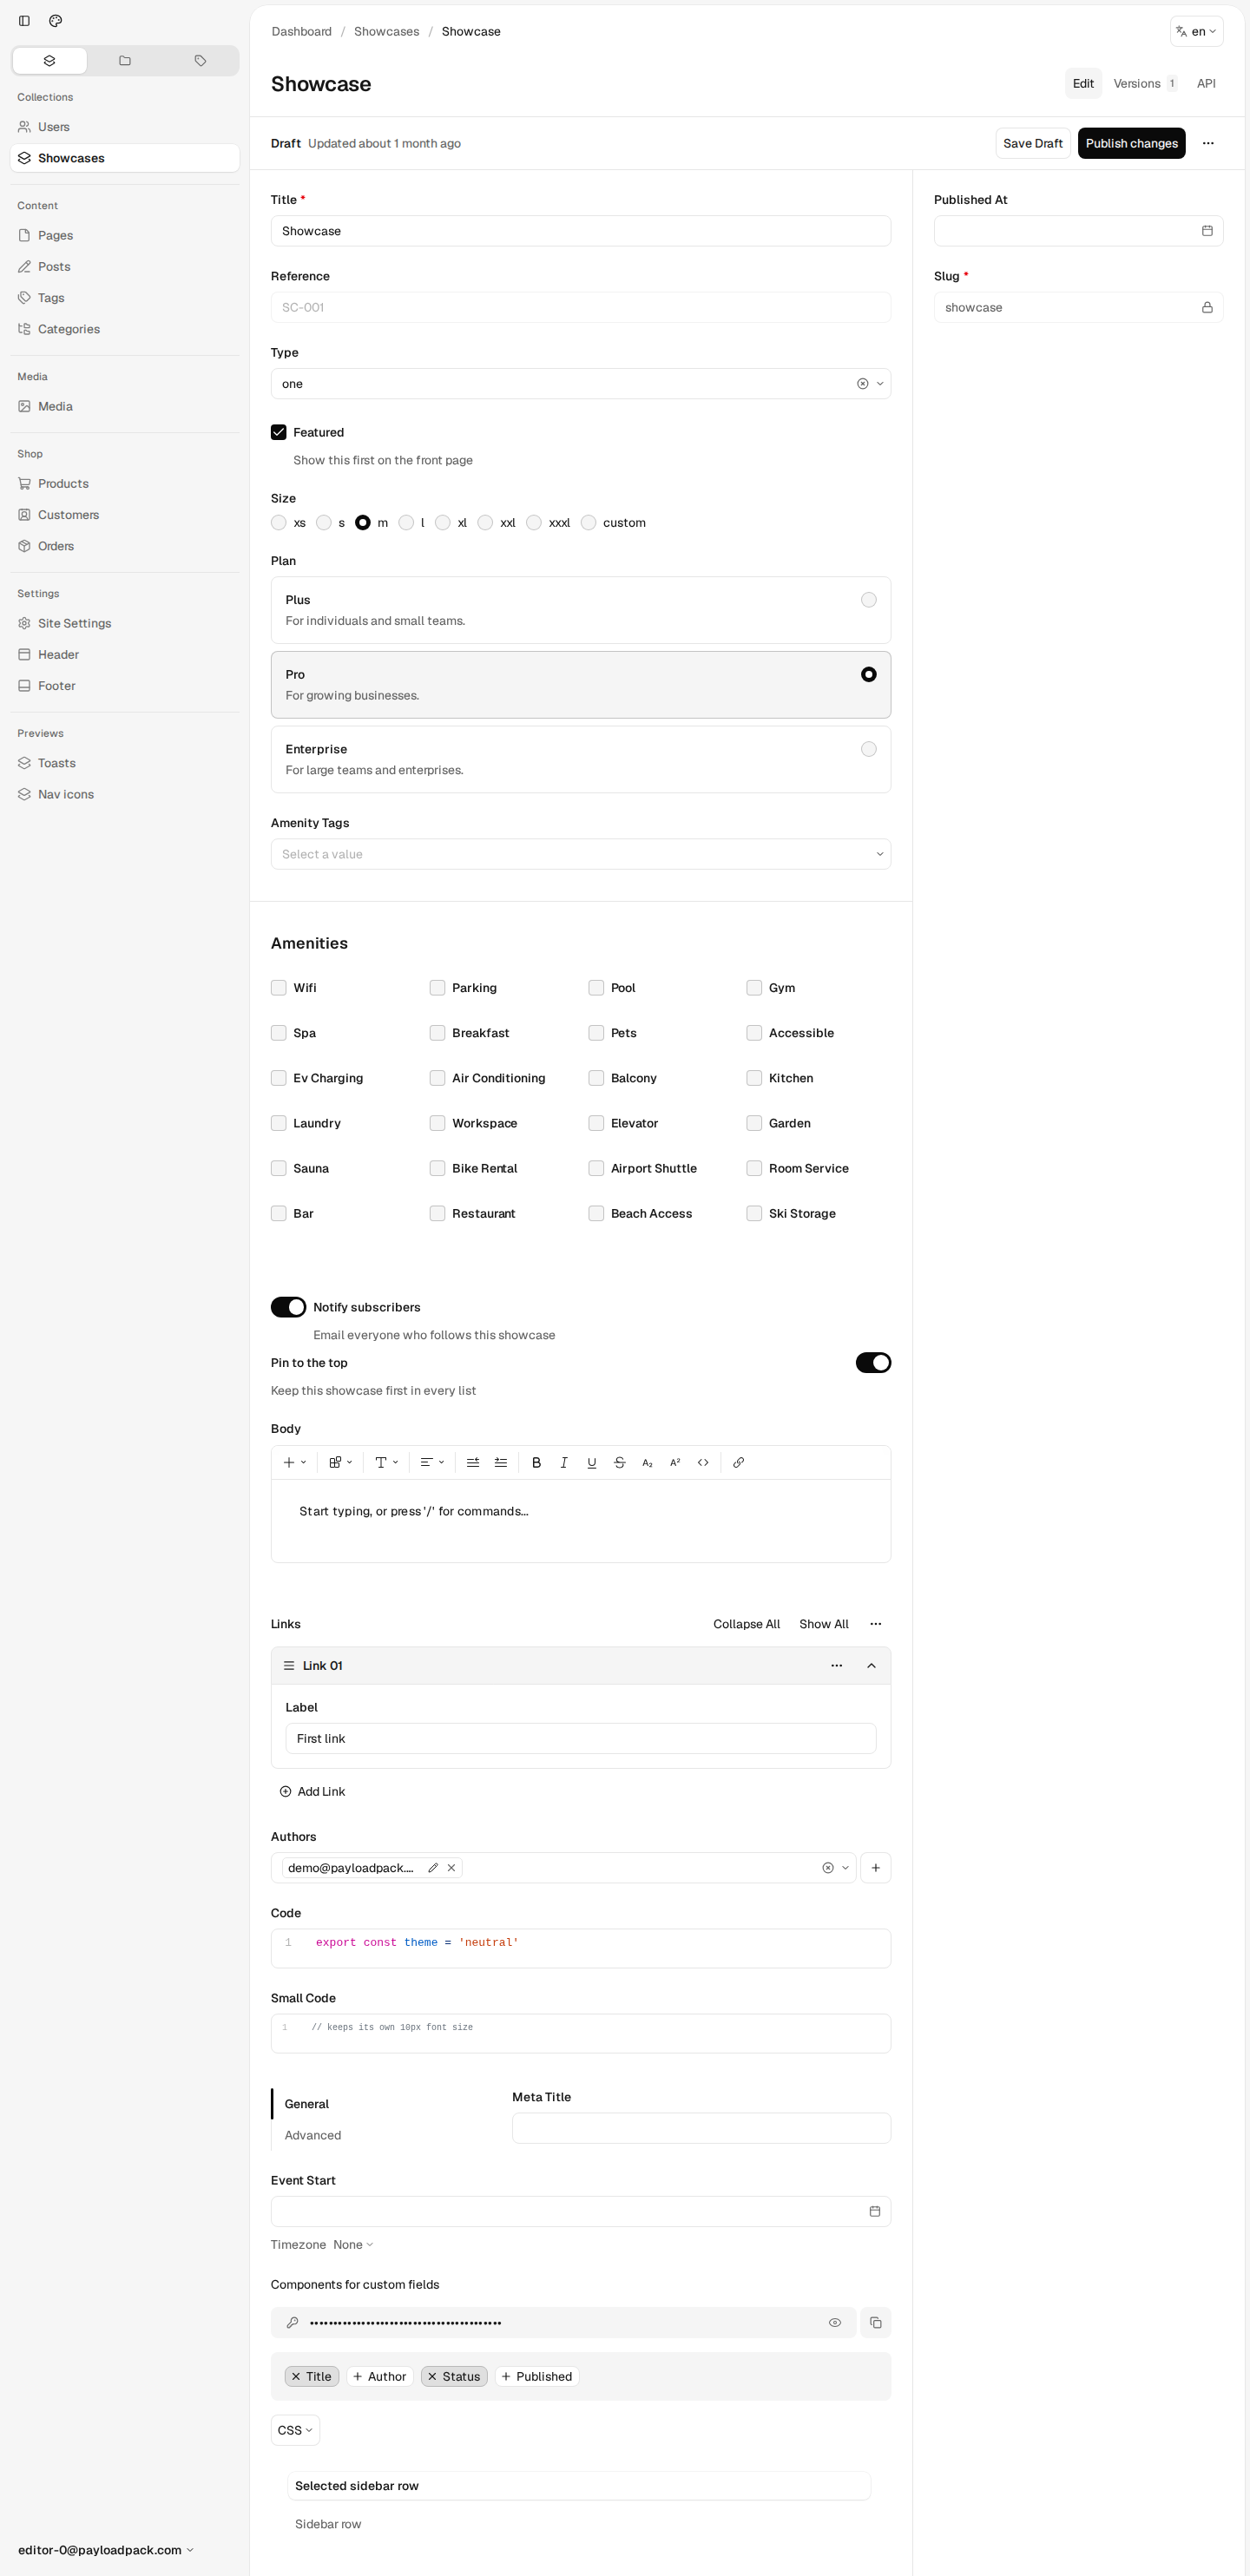 Collections
Users
Showcases
Content
Pages
Posts
Tags
Categories
Media
Media
Shop
Products
Customers
Orders
Settings
Site Settings
Header
Footer
Previews
Toasts
Nav icons
editor-0@payloadpack.com
Dashboard / Showcases / Showcase
en
Showcase
Edit Versions 1 API
Draft Updated about 1 month ago
Save Draft Publish changes
Title *
Showcase
Reference
SC-001
Type
one
Featured
Show this first on the front page
Size
xs s m l xl xxl xxxl custom
Plan
Plus
For individuals and small teams.
Pro
For growing businesses.
Enterprise
For large teams and enterprises.
Amenity Tags
Select a value
Amenities
Wifi Parking Pool Gym
Spa Breakfast Pets Accessible
Ev Charging Air Conditioning Balcony Kitchen
Laundry Workspace Elevator Garden
Sauna Bike Rental Airport Shuttle Room Service
Bar Restaurant Beach Access Ski Storage
Notify subscribers
Email everyone who follows this showcase
Pin to the top
Keep this showcase first in every list
Body
Start typing, or press '/' for commands...
Links Collapse All Show All
Link 01
Label
First link
Add Link
Authors
demo@payloadpack....
Code
1 export const theme = 'neutral'
Small Code
1 // keeps its own 10px font size
General
Advanced
Meta Title
Event Start
Timezone None
Components for custom fields
Title Author Status Published
CSS
Selected sidebar row
Sidebar row
Published At
Slug *
showcase